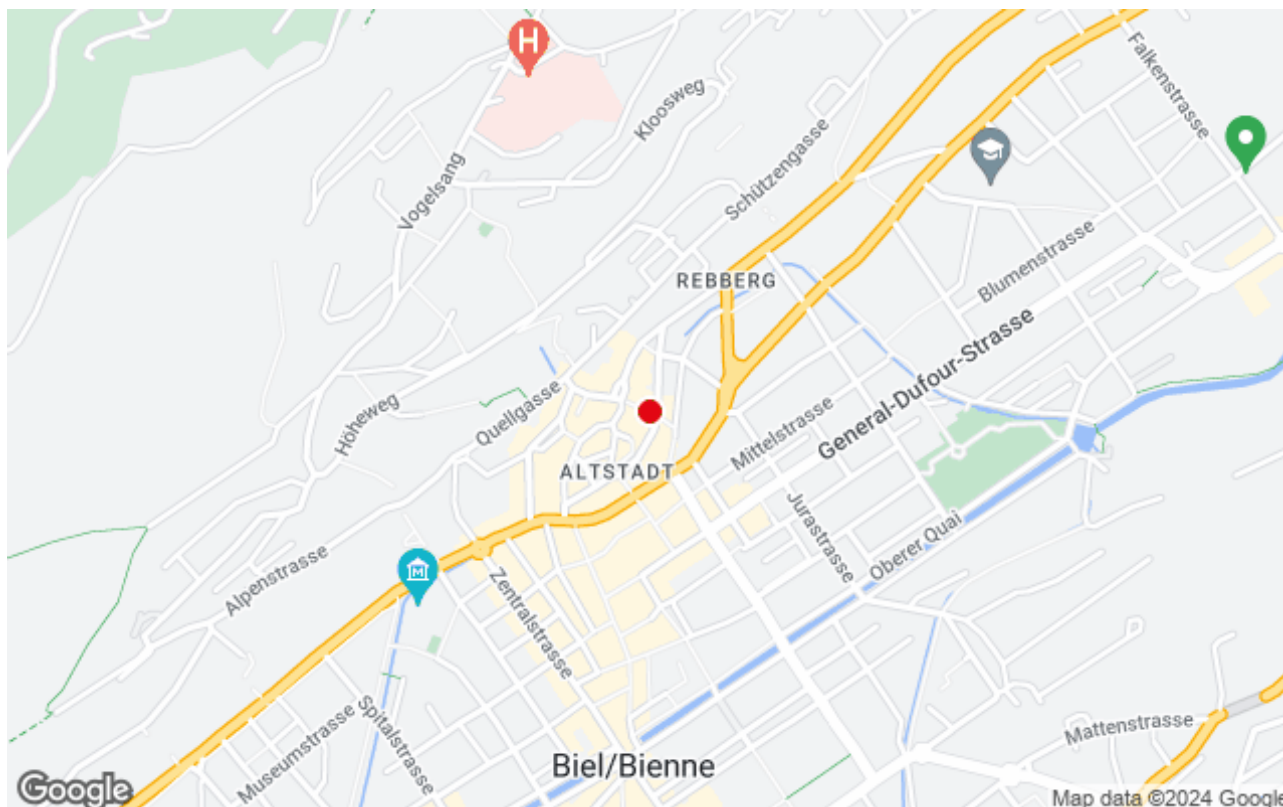 H
Falkenstrasse
Kloosweg
Vogelsang
Schützengasse
REBBERG
Blumenstrasse
General-Dufour-Strasse
Höheweg
Quellgasse
Mittelstrasse
ALTSTADT
Jurastrasse
Oberer Quai
Alpenstrasse
M
Zentralstrasse
Museumstrasse
Spitalstrasse
Mattenstrasse
Biel/Bienne
Google
Map data ©2024 Google